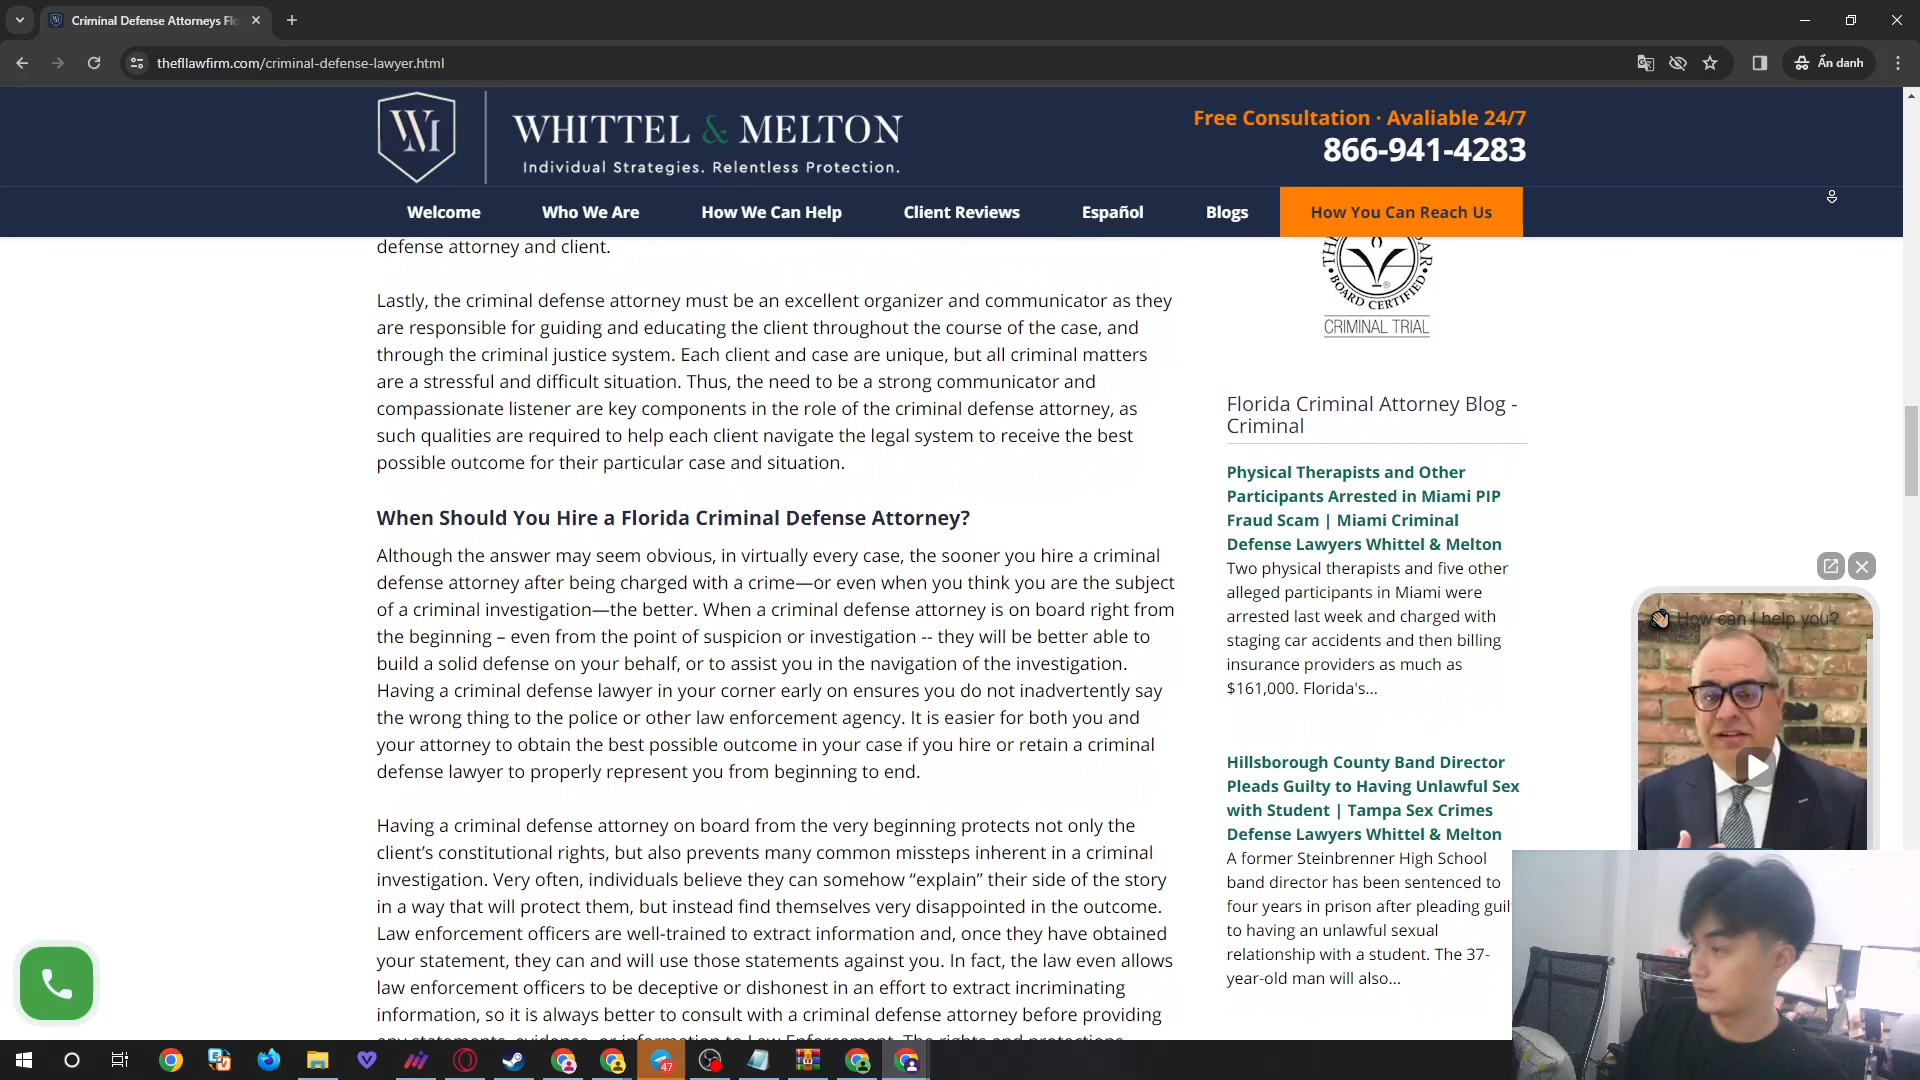 Criminal Defense Attorneys Flo
thefllawfirm.com/criminal-defense-lawyer.html
Ẩn danh
WM
WHITTEL & MELTON
Individual Strategies. Relentless Protection.
Free Consultation · Avaliable 24/7
866-941-4283
Welcome
Who We Are
How We Can Help
Client Reviews
Español
Blogs
How You Can Reach Us
defense attorney and client.
Lastly, the criminal defense attorney must be an excellent organizer and communicator as they
are responsible for guiding and educating the client throughout the course of the case, and
through the criminal justice system. Each client and case are unique, but all criminal matters
are a stressful and difficult situation. Thus, the need to be a strong communicator and
compassionate listener are key components in the role of the criminal defense attorney, as
such qualities are required to help each client navigate the legal system to receive the best
possible outcome for their particular case and situation.
When Should You Hire a Florida Criminal Defense Attorney?
Although the answer may seem obvious, in virtually every case, the sooner you hire a criminal
defense attorney after being charged with a crime—or even when you think you are the subject
of a criminal investigation—the better. When a criminal defense attorney is on board right from
the beginning – even from the point of suspicion or investigation -- they will be better able to
build a solid defense on your behalf, or to assist you in the navigation of the investigation.
Having a criminal defense lawyer in your corner early on ensures you do not inadvertently say
the wrong thing to the police or other law enforcement agency. It is easier for both you and
your attorney to obtain the best possible outcome in your case if you hire or retain a criminal
defense lawyer to properly represent you from beginning to end.
Having a criminal defense attorney on board from the very beginning protects not only the
client’s constitutional rights, but also prevents many common missteps inherent in a criminal
investigation. Very often, individuals believe they can somehow “explain” their side of the story
in a way that will protect them, but instead find themselves very disappointed in the outcome.
Law enforcement officers are well-trained to extract information and, once they have obtained
your statement, they can and will use those statements against you. In fact, the law even allows
law enforcement officers to be deceptive or dishonest in an effort to extract incriminating
information, so it is always better to consult with a criminal defense attorney before providing
any statements, evidence, or information to Law Enforcement. The rights and protections
BOARD CERTIFIED
CRIMINAL TRIAL
Florida Criminal Attorney Blog -
Criminal
Physical Therapists and Other
Participants Arrested in Miami PIP
Fraud Scam | Miami Criminal
Defense Lawyers Whittel & Melton
Two physical therapists and five other
alleged participants in Miami were
arrested last week and charged with
staging car accidents and then billing
insurance providers as much as
$161,000. Florida's...
Hillsborough County Band Director
Pleads Guilty to Having Unlawful Sex
with Student | Tampa Sex Crimes
Defense Lawyers Whittel & Melton
A former Steinbrenner High School
band director has been sentenced to
four years in prison after pleading guil
to having an unlawful sexual
relationship with a student. The 37-
year-old man will also...
How can I help you?
47